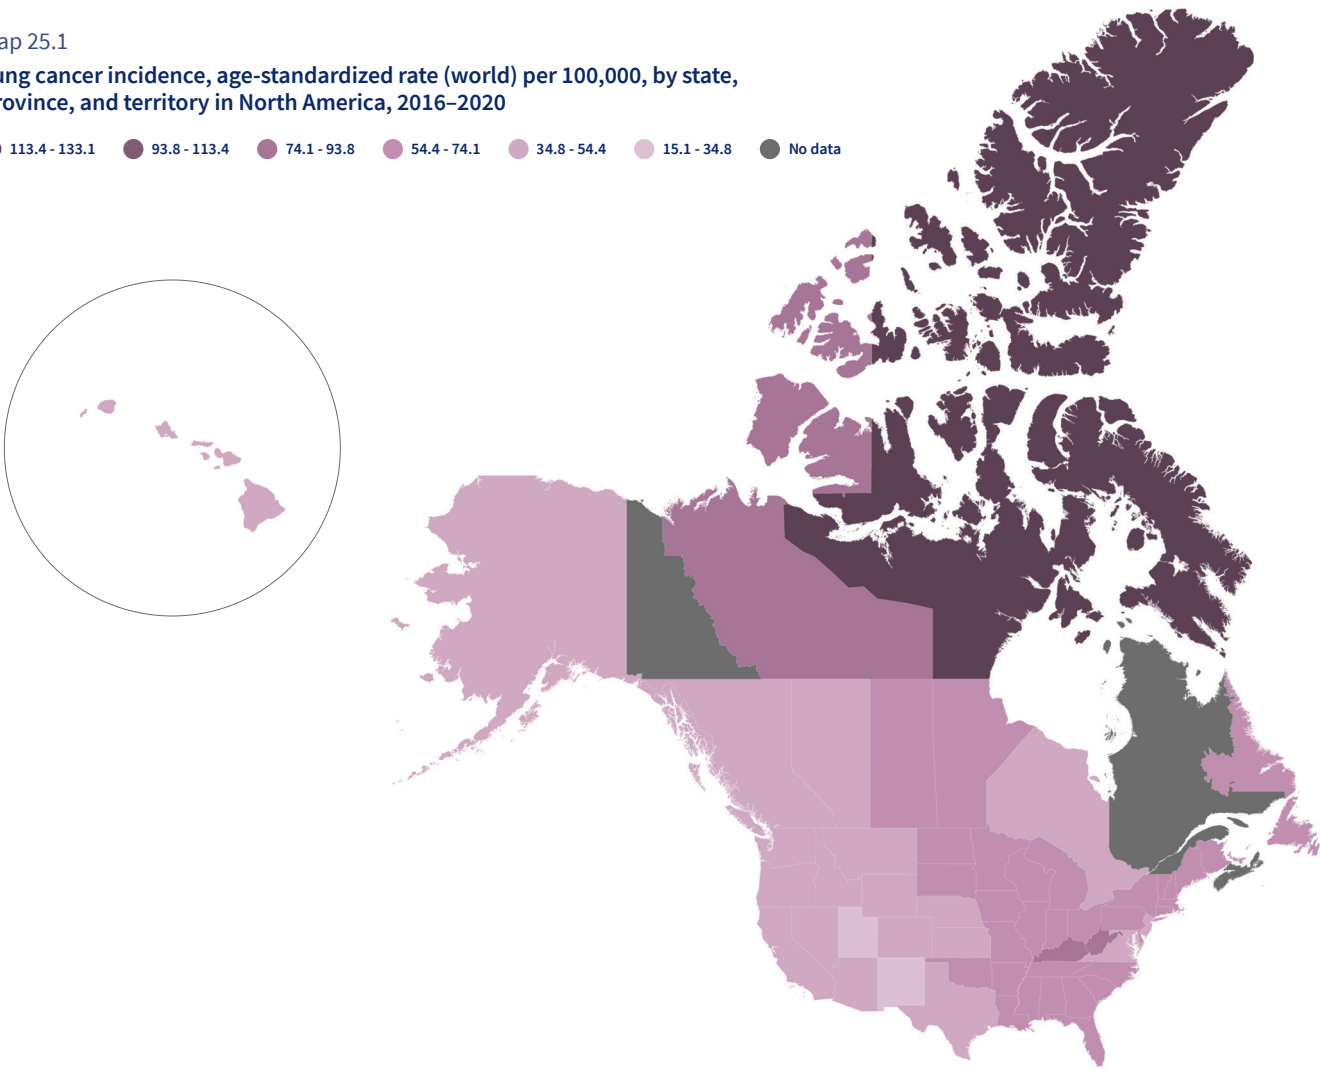 ap 25.1
ung cancer incidence, age-standardized rate (world) per 100,000, by state,
rovince, and territory in North America, 2016–2020
113.4 - 133.1 93.8 - 113.4 74.1 - 93.8 54.4 - 74.1 34.8 - 54.4 15.1 - 34.8 No data